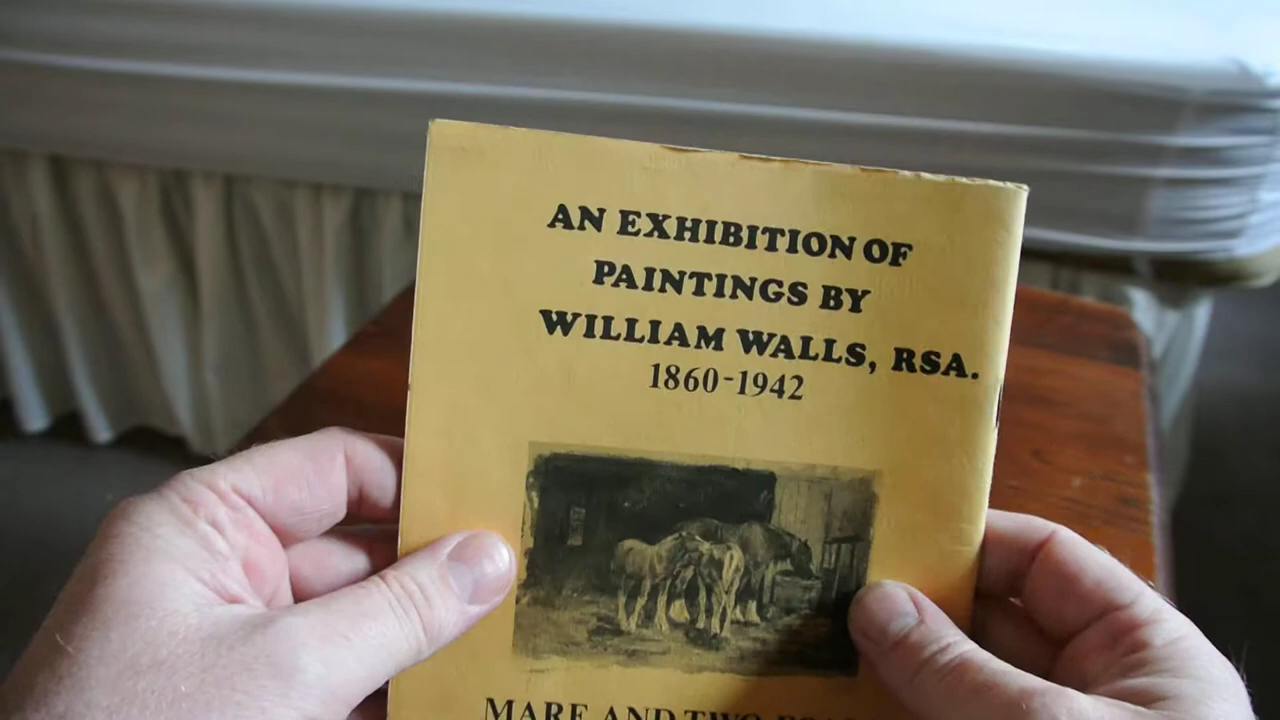 AN EXHIBITION OF
PAINTINGS BY
WILLIAM WALLS, RSA.
1860-1942
MARE AND TWO